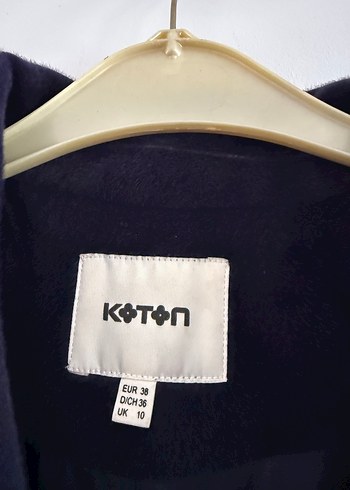 KOTON
EUR 38
D/CH 36
UK 10